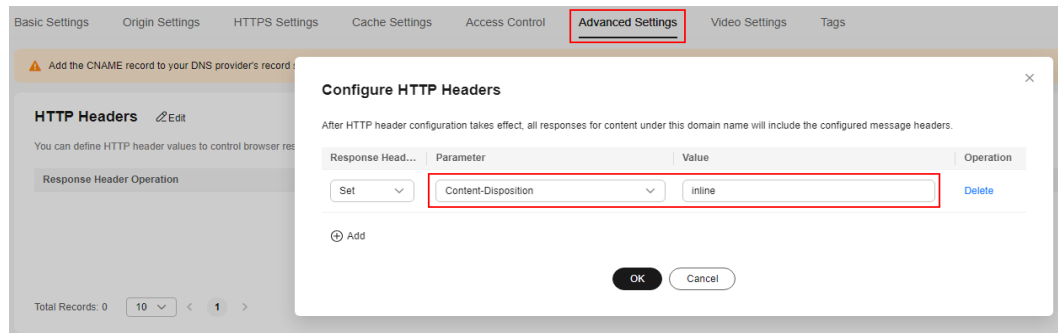 Basic Settings Origin Settings HTTPS Settings Cache Settings Access Control Advanced Settings Video Settings Tags
Add the CNAME record to your DNS provider's record
Configure HTTP Headers
HTTP Headers Edit
After HTTP header configuration takes effect, all responses for content under this domain name will include the configured message headers.
You can define HTTP header values to control browser res
Response Head... Parameter Value Operation
Response Header Operation
Set Content-Disposition inline Delete
Add
OK Cancel
Total Records: 0 10 < 1 >